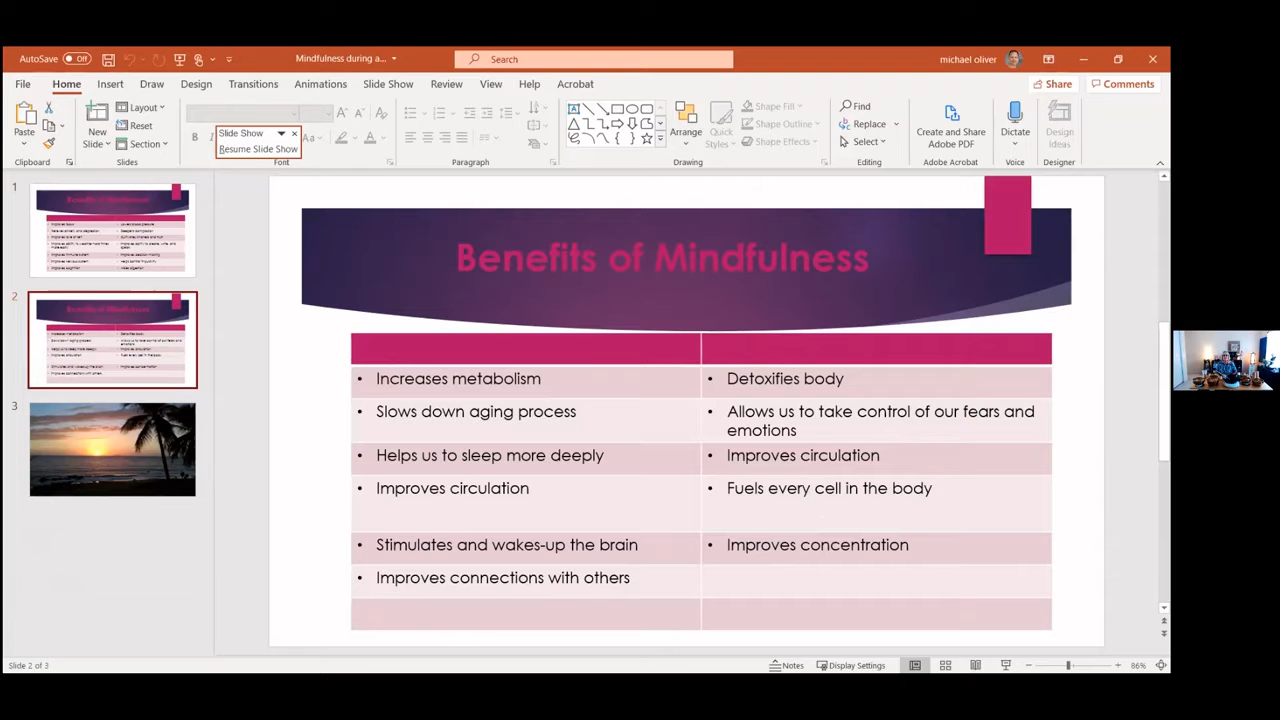 AutoSave Off
Mindfulness during a...
Search
michael oliver
File Home Insert Draw Design Transitions Animations Slide Show Review View Help Acrobat
Share Comments
Paste
New
Slide
Layout
Reset
Section
Slide Show
Resume Slide Show
B
Aa
A
Arrange
Quick
Styles
Shape Fill
Shape Outline
Shape Effects
Find
Replace
Select
Create and Share
Adobe PDF
Dictate
Design
Ideas
Clipboard Slides Font Paragraph Drawing Editing Adobe Acrobat Voice Designer
1
2
3
Benefits of Mindfulness
• Increases metabolism
• Detoxifies body
• Slows down aging process
• Allows us to take control of our fears and
emotions
• Helps us to sleep more deeply
• Improves circulation
• Improves circulation
• Fuels every cell in the body
• Stimulates and wakes-up the brain
• Improves concentration
• Improves connections with others
Slide 2 of 3
Notes
Display Settings
86%